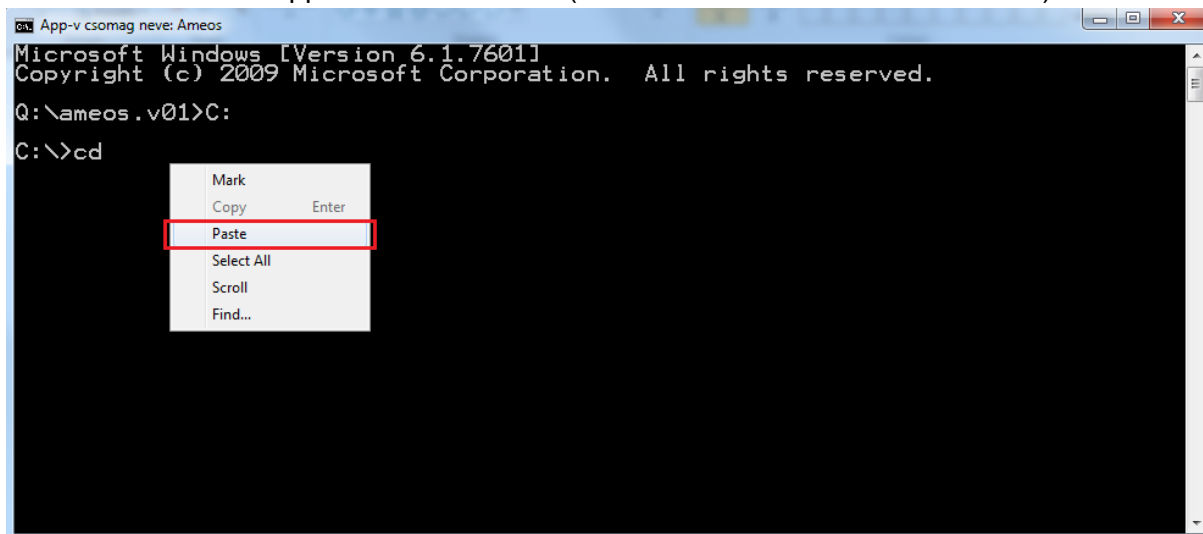 App-v csomag neve: Ameos
Microsoft Windows [Version 6.1.7601]
Copyright (c) 2009 Microsoft Corporation. All rights reserved.
Q:\ameos.v01>C:
C:\>cd
Mark
Copy Enter
Paste
Select All
Scroll
Find...